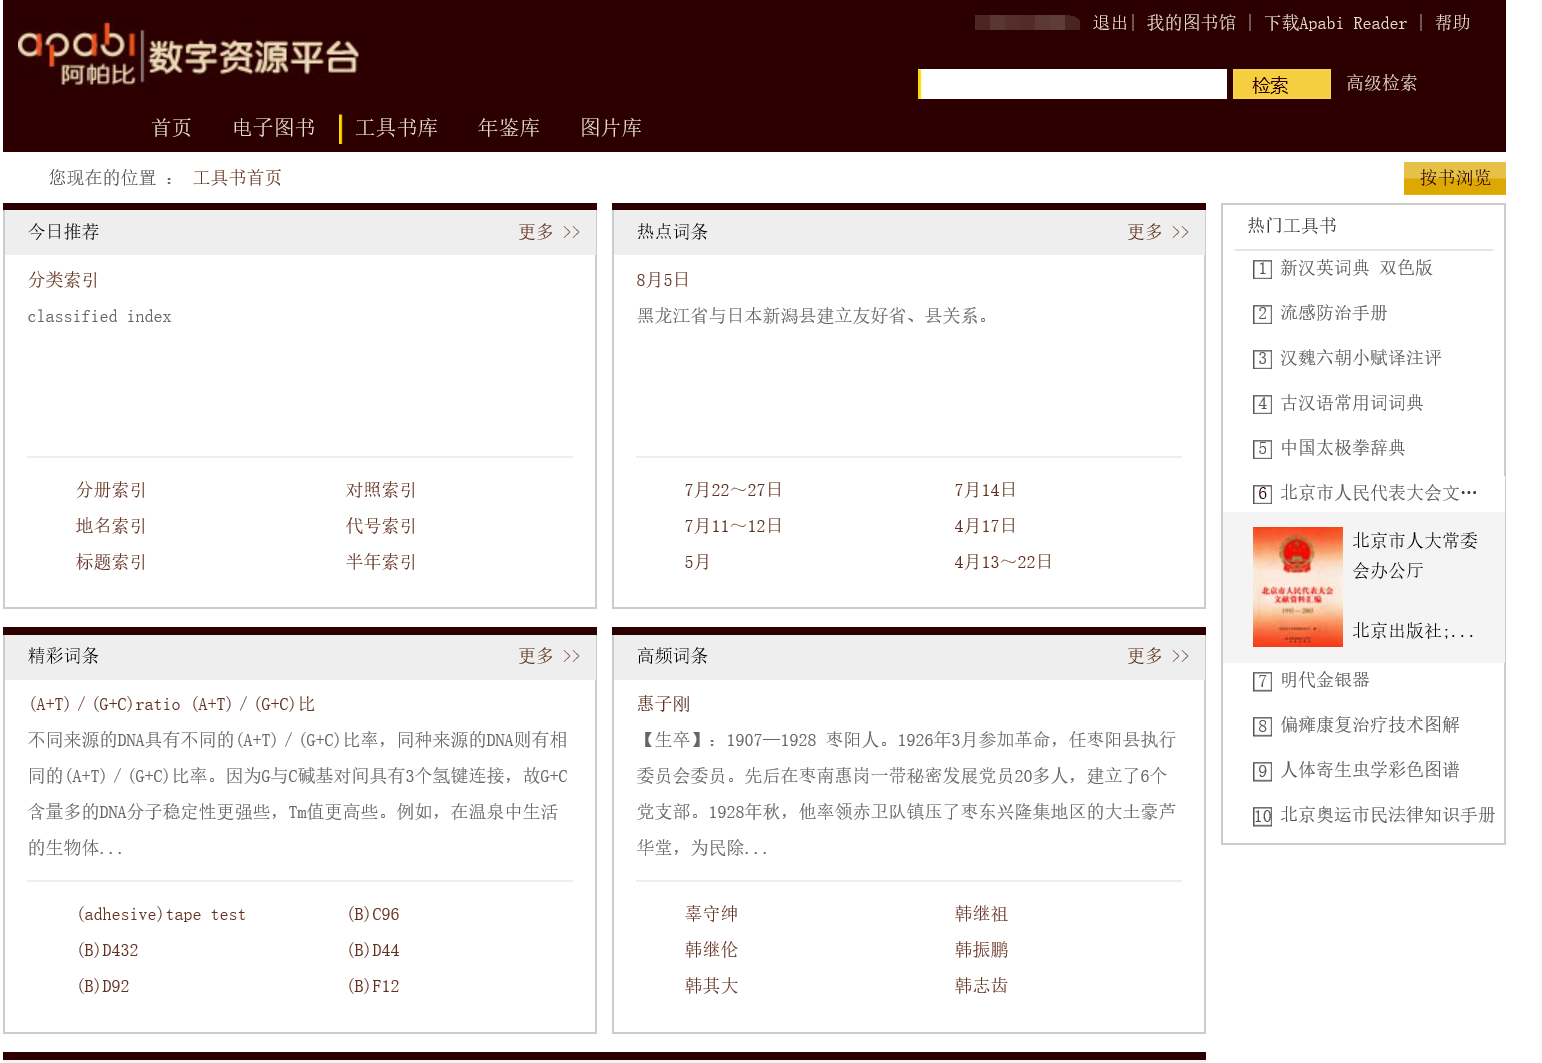 apabi 阿帕比 数字资源平台
退出| 我的图书馆 | 下载Apabi Reader | 帮助
检索 高级检索
首页 电子图书 工具书库 年鉴库 图片库
您现在的位置 : 工具书首页
按书浏览
今日推荐 更多 >>
分类索引
classified index
分册索引 对照索引
地名索引 代号索引
标题索引 半年索引
热点词条 更多 >>
8月5日
黑龙江省与日本新潟县建立友好省、县关系。
7月22～27日 7月14日
7月11～12日 4月17日
5月 4月13～22日
精彩词条 更多 >>
(A+T)/(G+C)ratio (A+T)/(G+C)比
不同来源的DNA具有不同的(A+T)/(G+C)比率，同种来源的DNA则有相
同的(A+T)/(G+C)比率。因为G与C碱基对间具有3个氢键连接，故G+C
含量多的DNA分子稳定性更强些，Tm值更高些。例如，在温泉中生活
的生物体...
(adhesive)tape test (B)C96
(B)D432 (B)D44
(B)D92 (B)F12
高频词条 更多 >>
惠子刚
【生卒】：1907—1928 枣阳人。1926年3月参加革命，任枣阳县执行
委员会委员。先后在枣南惠岗一带秘密发展党员20多人，建立了6个
党支部。1928年秋，他率领赤卫队镇压了枣东兴隆集地区的大土豪芦
华堂，为民除...
辜守绅 韩继祖
韩继伦 韩振鹏
韩其大 韩志齿
热门工具书
1 新汉英词典 双色版
2 流感防治手册
3 汉魏六朝小赋译注评
4 古汉语常用词词典
5 中国太极拳辞典
6 北京市人民代表大会文…
北京市人民代表大会
文献资料汇编
1993—2003
北京市人大常委
会办公厅
北京出版社;...
7 明代金银器
8 偏瘫康复治疗技术图解
9 人体寄生虫学彩色图谱
10 北京奥运市民法律知识手册